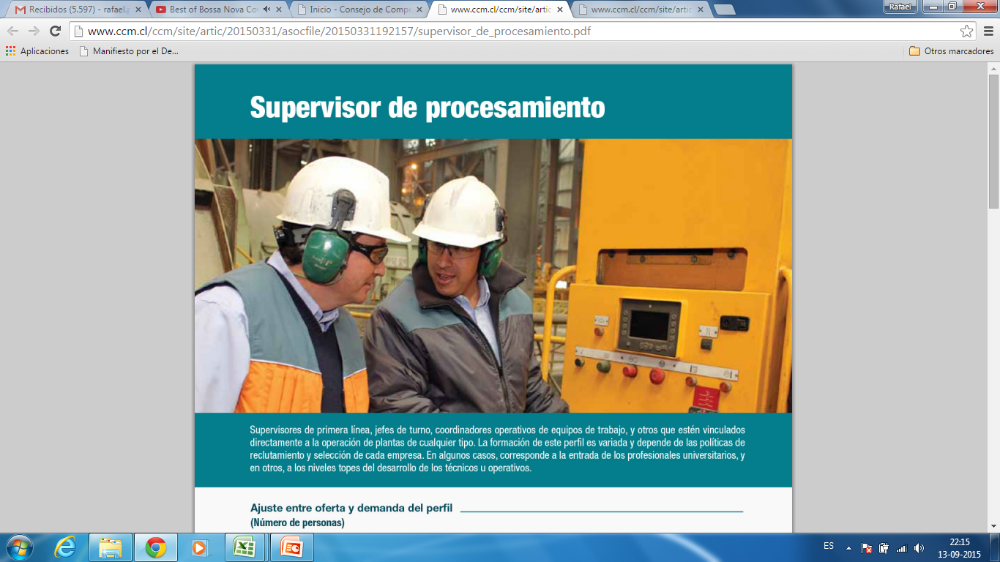 Recibidos (5.597) - rafael.p
Best of Bossa Nova Cov
Inicio - Consejo de Compe
www.ccm.cl/ccm/site/artic
www.ccm.cl/ccm/site/artic
Rafael
www.ccm.cl/ccm/site/artic/20150331/asocfile/20150331192157/supervisor_de_procesamiento.pdf
Aplicaciones
Manifiesto por el De...
Otros marcadores
Supervisor de procesamiento
Supervisores de primera línea, jefes de turno, coordinadores operativos de equipos de trabajo, y otros que estén vinculados
directamente a la operación de plantas de cualquier tipo. La formación de este perfil es variada y depende de las políticas de
reclutamiento y selección de cada empresa. En algunos casos, corresponde a la entrada de los profesionales universitarios, y
en otros, a los niveles topes del desarrollo de los técnicos u operativos.
Ajuste entre oferta y demanda del perfil
(Número de personas)
ES
22:15
13-09-2015